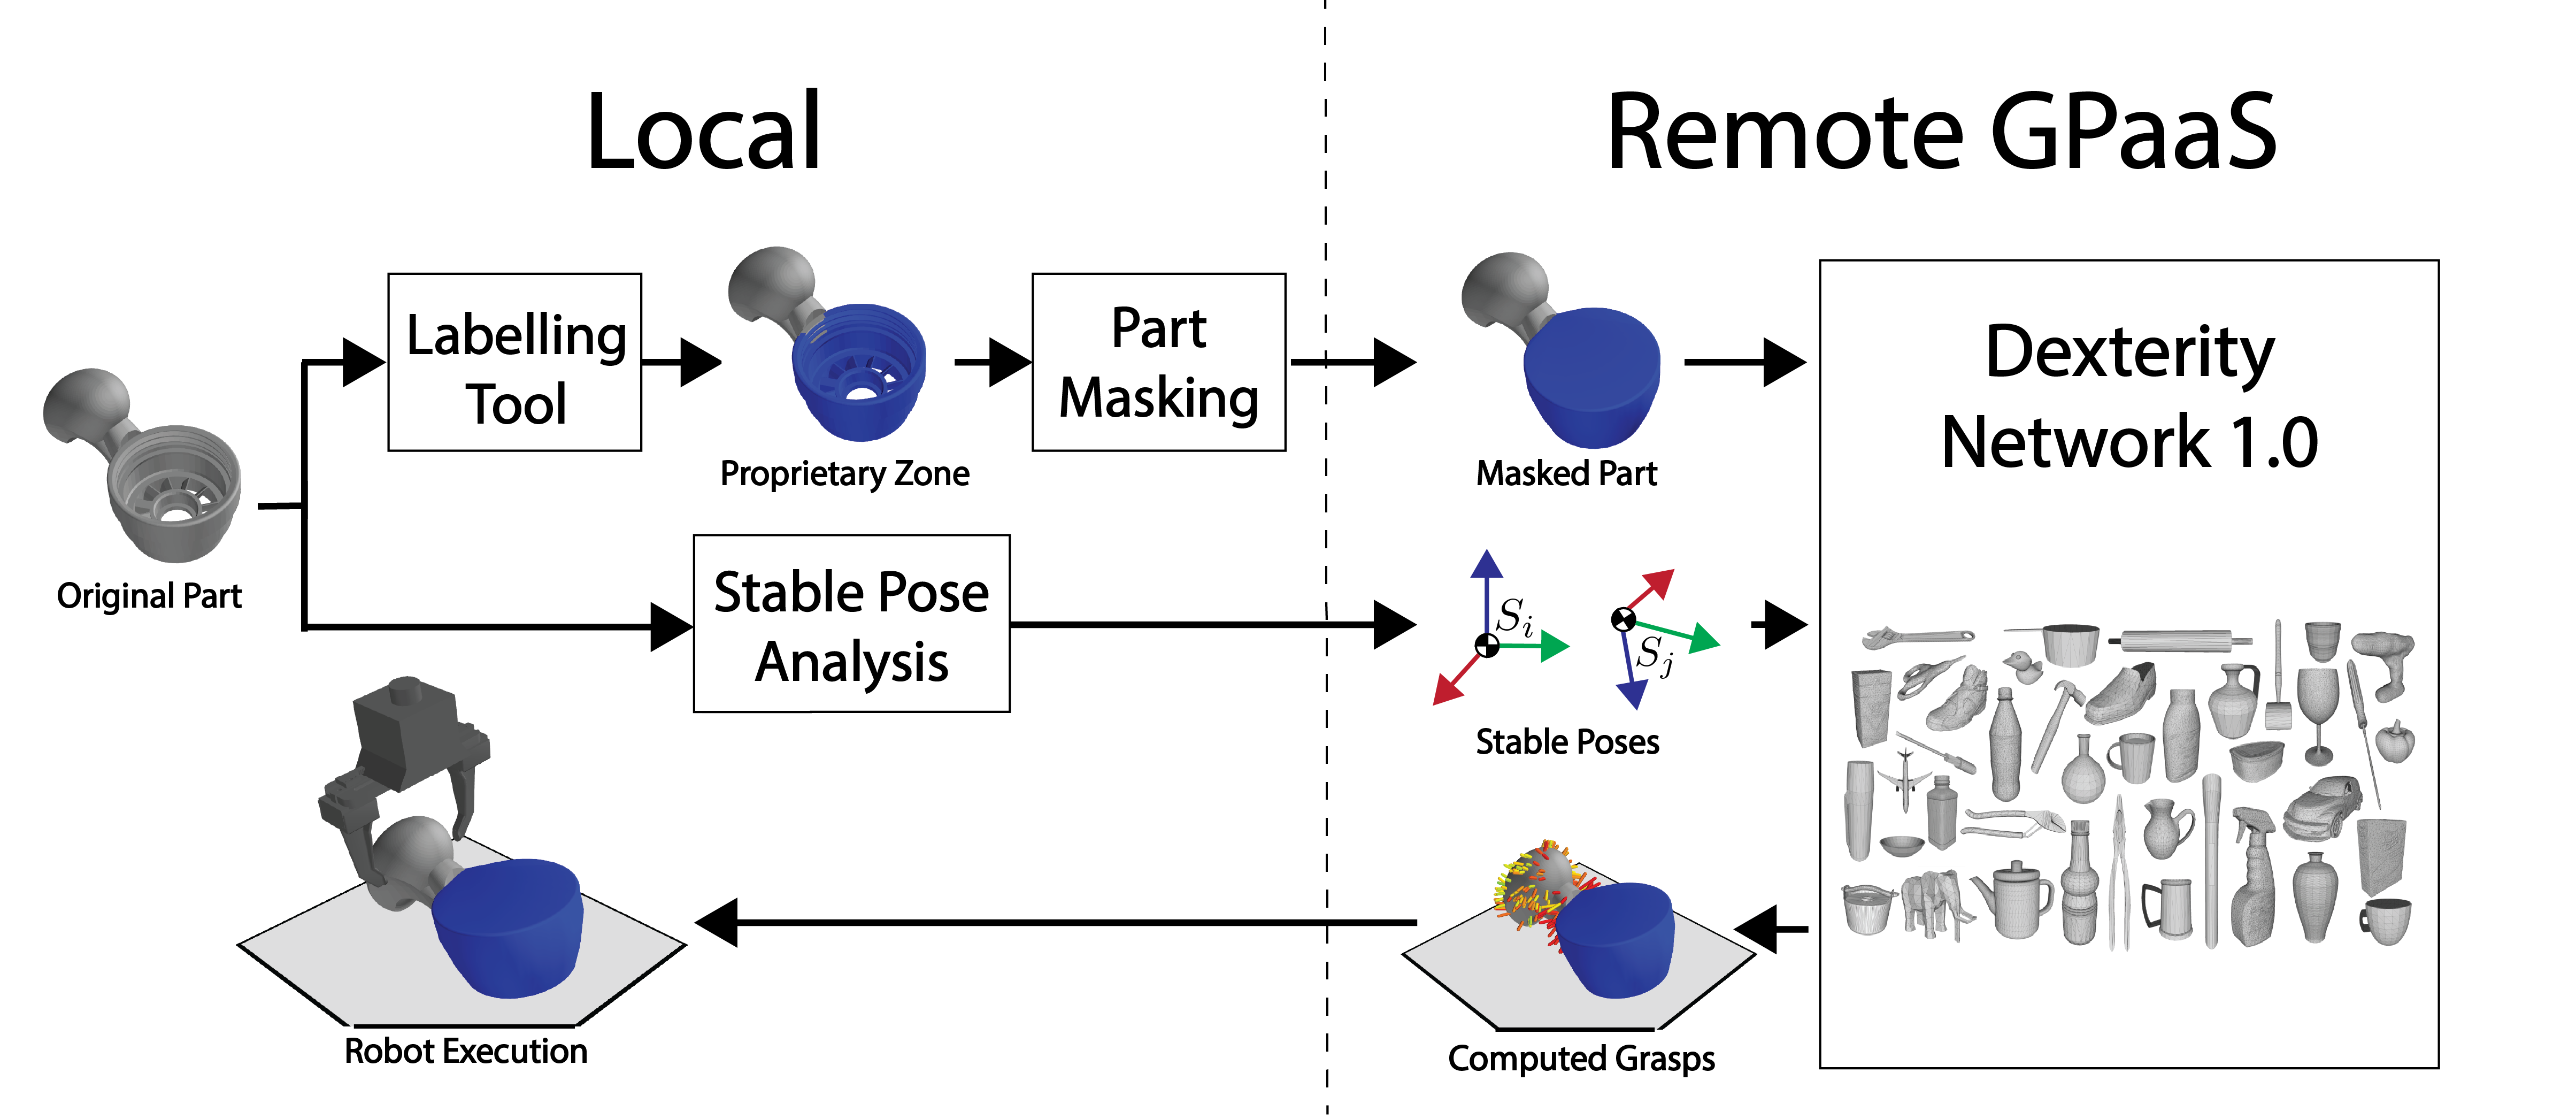 Local
Remote GPaaS
Labelling
Tool
Part
Masking
Dexterity
Network 1.0
Proprietary Zone
Masked Part
Original Part
Stable Pose
Analysis
S_i
S_j
Stable Poses
Robot Execution
Computed Grasps